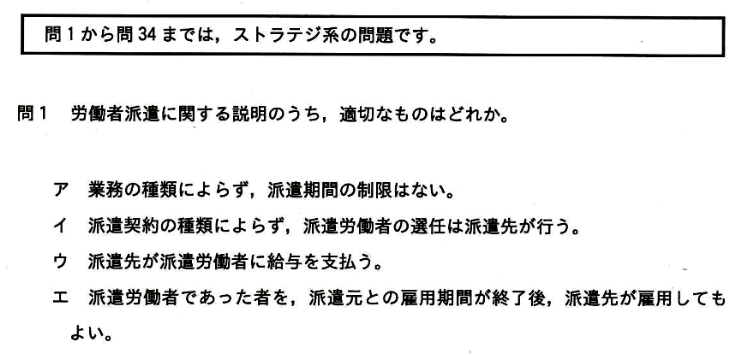 問1から問34までは，ストラテジ系の問題です。
問1 労働者派遣に関する説明のうち，適切なものはどれか。
ア 業務の種類によらず，派遣期間の制限はない。
イ 派遣契約の種類によらず，派遣労働者の選任は派遣先が行う。
ウ 派遣先が派遣労働者に給与を支払う。
エ 派遣労働者であった者を，派遣元との雇用期間が終了後，派遣先が雇用しても
よい。